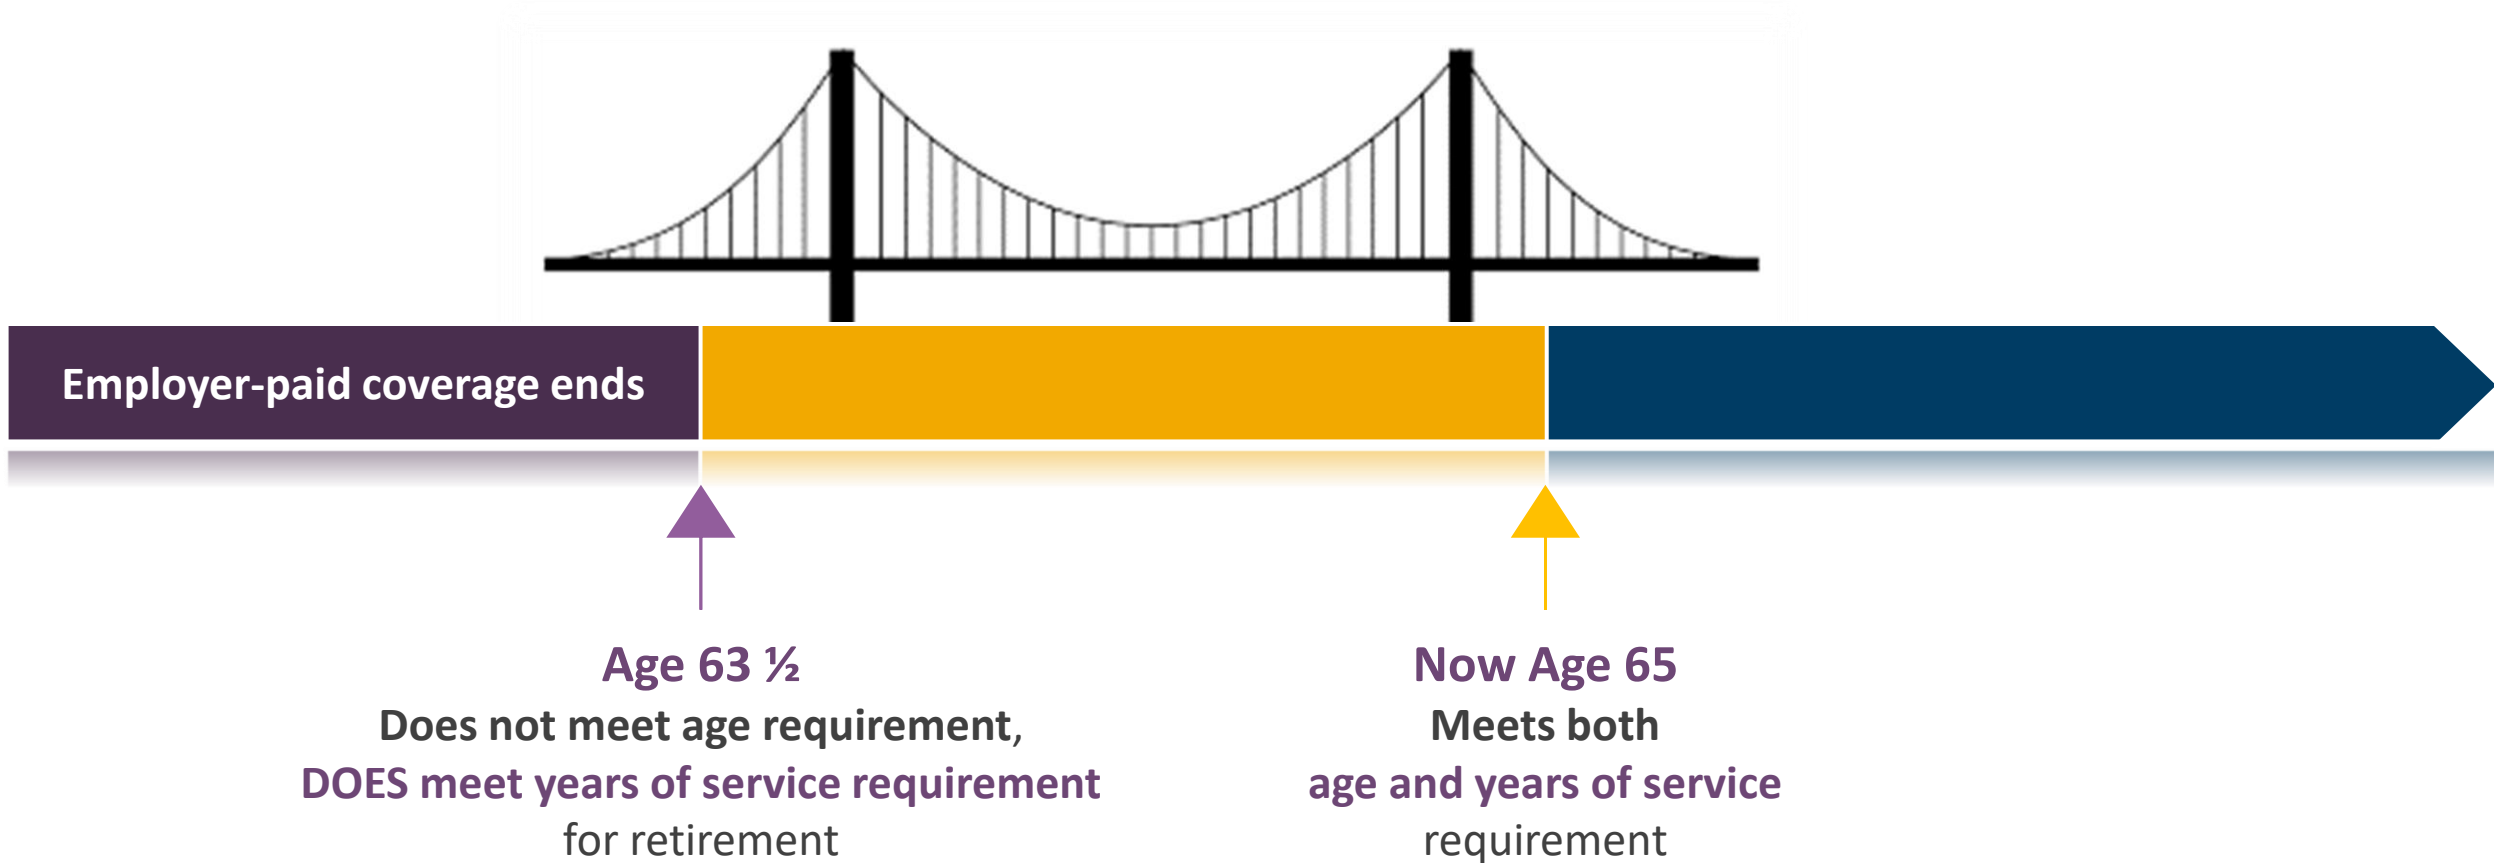 Employer-paid coverage ends
Age 63 ½
Does not meet age requirement,
DOES meet years of service requirement
for retirement
Now Age 65
Meets both
age and years of service
requirement